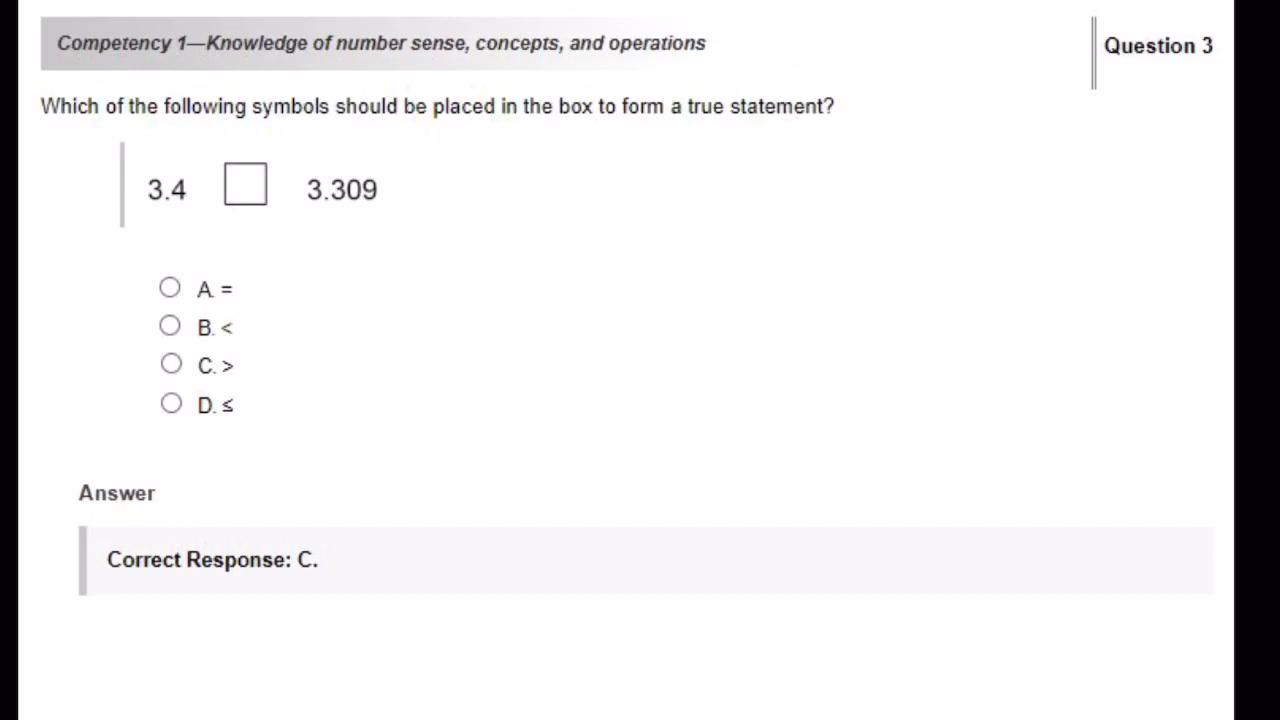 Competency 1—Knowledge of number sense, concepts, and operations
Question 3
Which of the following symbols should be placed in the box to form a true statement?
3.4 3.309
A. =
B. <
C. >
D. ≤
Answer
Correct Response: C.